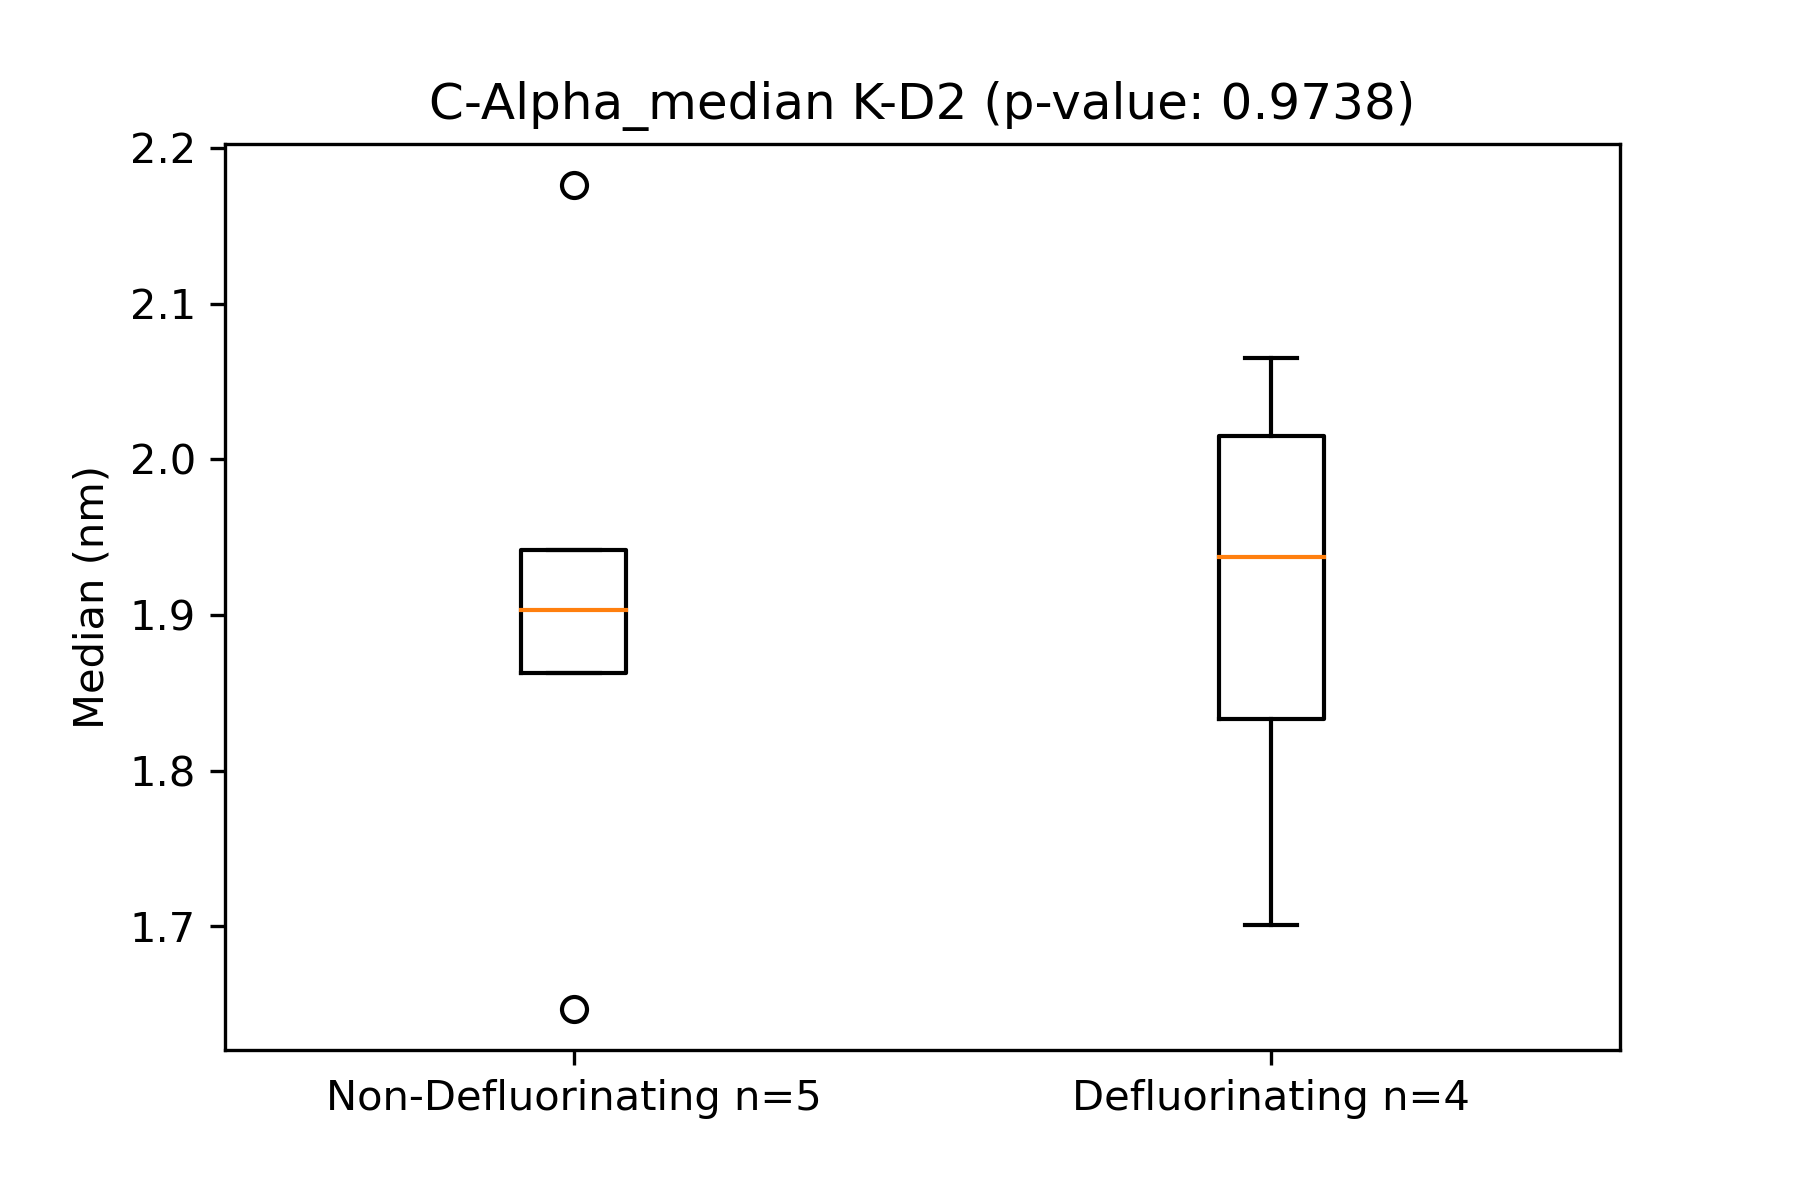 C-Alpha_median K-D2 (p-value: 0.9738)
2.2
2.1
2.0
1.9
1.8
1.7
Median (nm)
Non-Defluorinating n=5
Defluorinating n=4